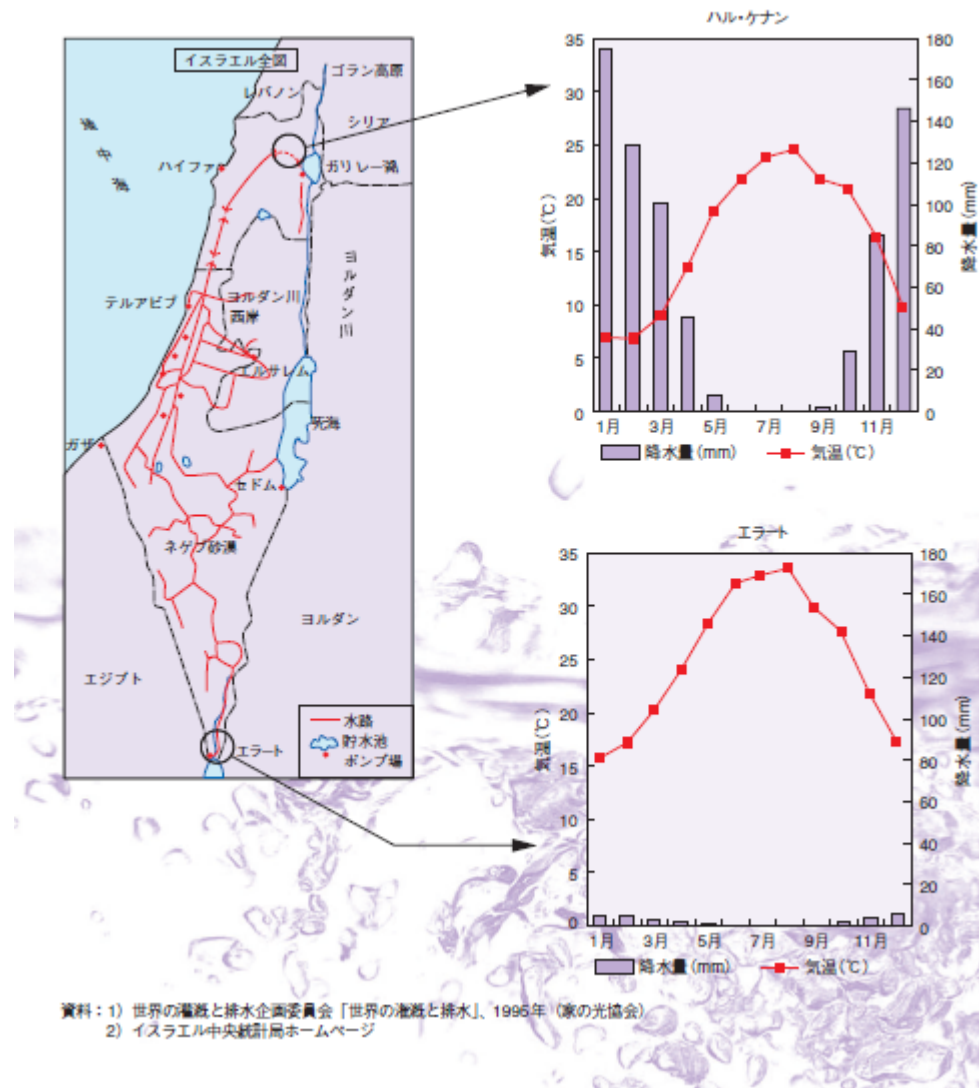 イスラエル全図
ゴラン高原
レバノン
シリア
地中海
ハイファ
ガリレー湖
ヨルダン川
テルアビブ
ヨルダン川
西岸
エルサレム
死海
ガザ
セドム
ネゲブ砂漠
ヨルダン
エジプト
エラート
水路
貯水池
ポンプ場
ハル・ケナン
気温(℃)
35
30
25
20
15
10
5
0
降水量(mm)
180
160
140
120
100
80
60
40
20
0
1月 3月 5月 7月 9月 11月
降水量(mm) 気温(℃)
エラート
気温(℃)
35
30
25
20
15
10
5
0
降水量(mm)
180
160
140
120
100
80
60
40
20
0
1月 3月 5月 7月 9月 11月
降水量(mm) 気温(℃)
資料：1）世界の灌漑と排水企画委員会「世界の灌漑と排水」、1995年（家の光協会）
2）イスラエル中央統計局ホームページ